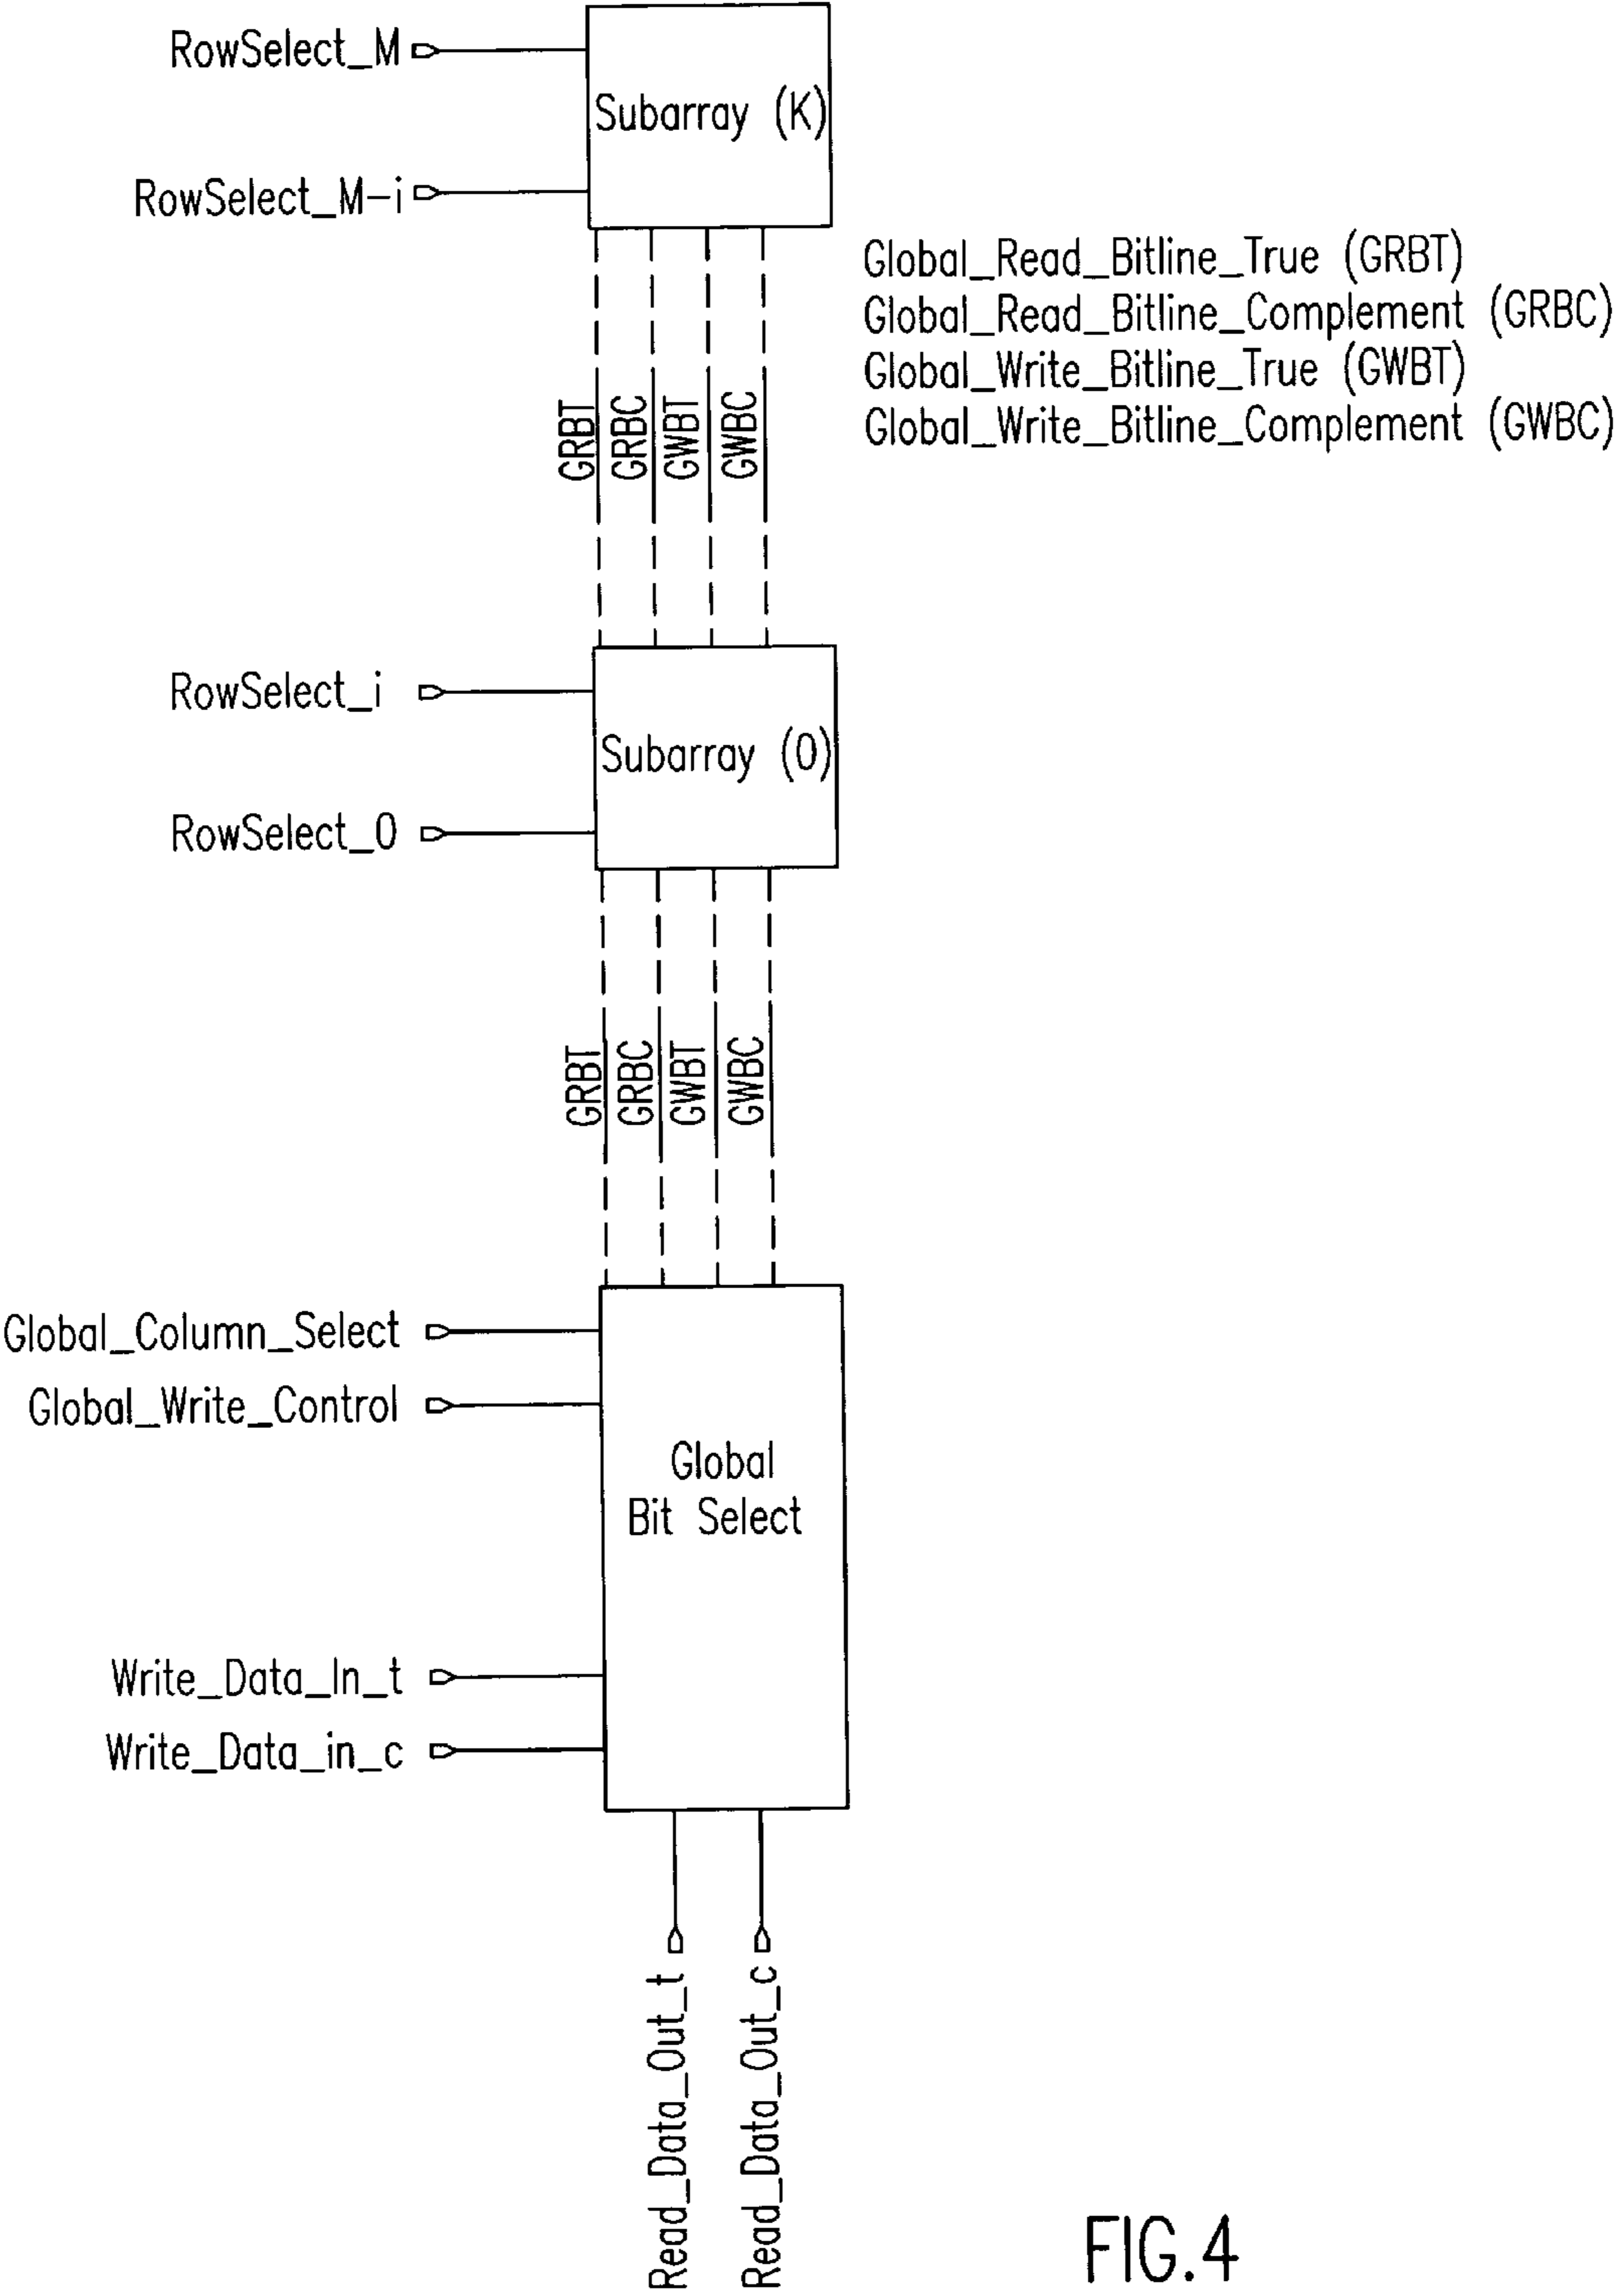 RowSelect_M
Subarray (K)
RowSelect_M-i
Global_Read_Bitline_True (GRBT)
Global_Read_Bitline_Complement (GRBC)
Global_Write_Bitline_True (GWBT)
Global_Write_Bitline_Complement (GWBC)
GRBT
GRBC
GWBT
GWBC
RowSelect_i
Subarray (0)
RowSelect_0
GRBT
GRBC
GWBT
GWBC
Global_Column_Select
Global_Write_Control
Global
Bit Select
Write_Data_In_t
Write_Data_in_c
Read_Data_Out_t
Read_Data_Out_c
FIG.4